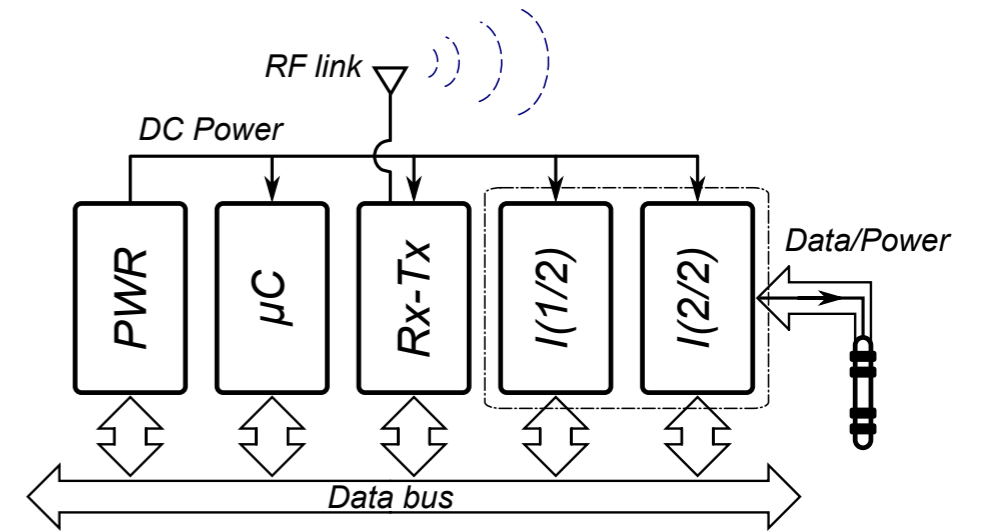 RF link
DC Power
PWR
µC
Rx-Tx
I(1/2)
I(2/2)
Data/Power
Data bus